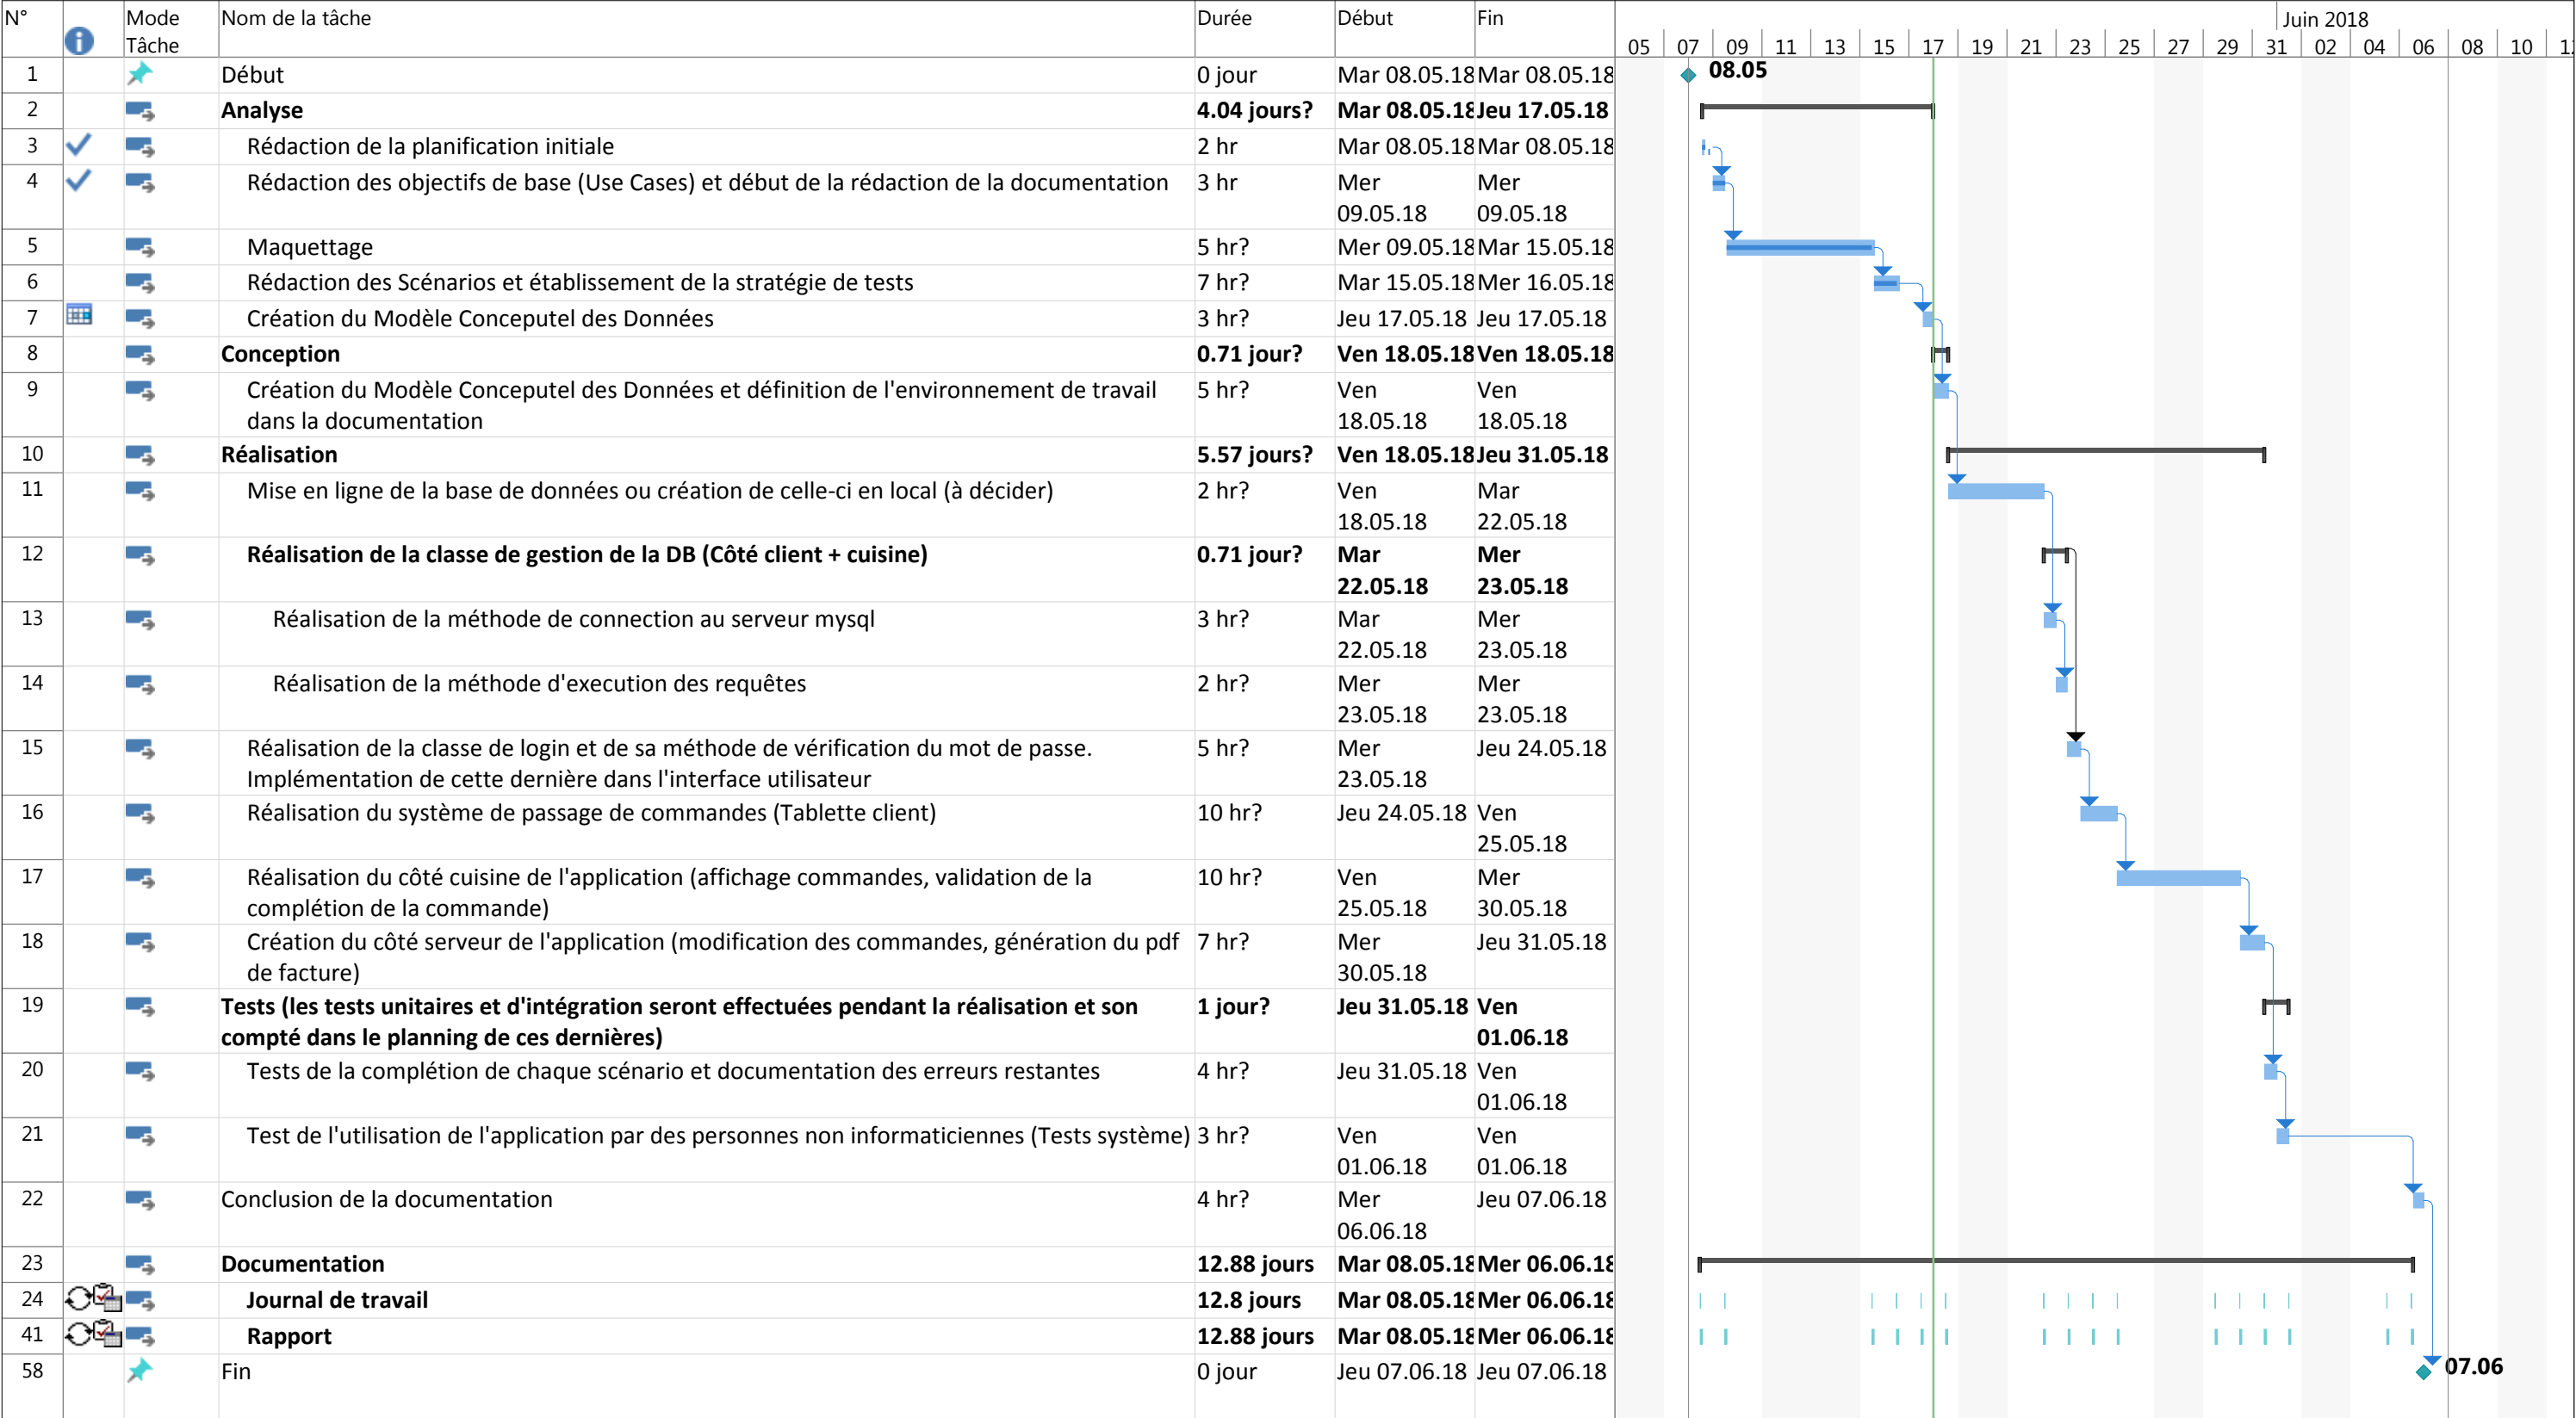 N° Mode Nom de la tâche Durée Début Fin Juin 2018
Tâche 05 07 09 11 13 15 17 19 21 23 25 27 29 31 02 04 06 08 10
1 Début 0 jour Mar 08.05.18 Mar 08.05.18 08.05
2 Analyse 4.04 jours? Mar 08.05.18 Jeu 17.05.18
3 Rédaction de la planification initiale 2 hr Mar 08.05.18 Mar 08.05.18
4 Rédaction des objectifs de base (Use Cases) et début de la rédaction de la documentation 3 hr Mer Mer
09.05.18 09.05.18
5 Maquettage 5 hr? Mer 09.05.18 Mar 15.05.18
6 Rédaction des Scénarios et établissement de la stratégie de tests 7 hr? Mar 15.05.18 Mer 16.05.18
7 Création du Modèle Conceputel des Données 3 hr? Jeu 17.05.18 Jeu 17.05.18
8 Conception 0.71 jour? Ven 18.05.18 Ven 18.05.18
9 Création du Modèle Conceputel des Données et définition de l'environnement de travail 5 hr? Ven Ven
dans la documentation 18.05.18 18.05.18
10 Réalisation 5.57 jours? Ven 18.05.18 Jeu 31.05.18
11 Mise en ligne de la base de données ou création de celle-ci en local (à décider) 2 hr? Ven Mar
18.05.18 22.05.18
12 Réalisation de la classe de gestion de la DB (Côté client + cuisine) 0.71 jour? Mar Mer
22.05.18 23.05.18
13 Réalisation de la méthode de connection au serveur mysql 3 hr? Mar Mer
22.05.18 23.05.18
14 Réalisation de la méthode d'execution des requêtes 2 hr? Mer Mer
23.05.18 23.05.18
15 Réalisation de la classe de login et de sa méthode de vérification du mot de passe. 5 hr? Mer Jeu 24.05.18
Implémentation de cette dernière dans l'interface utilisateur 23.05.18
16 Réalisation du système de passage de commandes (Tablette client) 10 hr? Jeu 24.05.18 Ven
25.05.18
17 Réalisation du côté cuisine de l'application (affichage commandes, validation de la 10 hr? Ven Mer
complétion de la commande) 25.05.18 30.05.18
18 Création du côté serveur de l'application (modification des commandes, génération du pdf 7 hr? Mer Jeu 31.05.18
de facture) 30.05.18
19 Tests (les tests unitaires et d'intégration seront effectuées pendant la réalisation et son 1 jour? Jeu 31.05.18 Ven
compté dans le planning de ces dernières) 01.06.18
20 Tests de la complétion de chaque scénario et documentation des erreurs restantes 4 hr? Jeu 31.05.18 Ven
01.06.18
21 Test de l'utilisation de l'application par des personnes non informaticiennes (Tests système) 3 hr? Ven Ven
01.06.18 01.06.18
22 Conclusion de la documentation 4 hr? Mer Jeu 07.06.18
06.06.18
23 Documentation 12.88 jours Mar 08.05.18 Mer 06.06.18
24 Journal de travail 12.8 jours Mar 08.05.18 Mer 06.06.18
41 Rapport 12.88 jours Mar 08.05.18 Mer 06.06.18
58 Fin 0 jour Jeu 07.06.18 Jeu 07.06.18 07.06